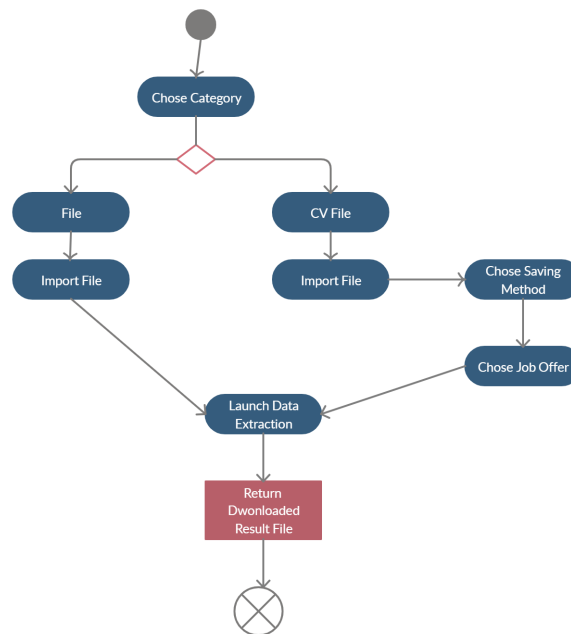 Chose Category
File
CV File
Import File
Import File
Chose Saving
Method
Chose Job Offer
Launch Data
Extraction
Return
Dwonloaded
Result File